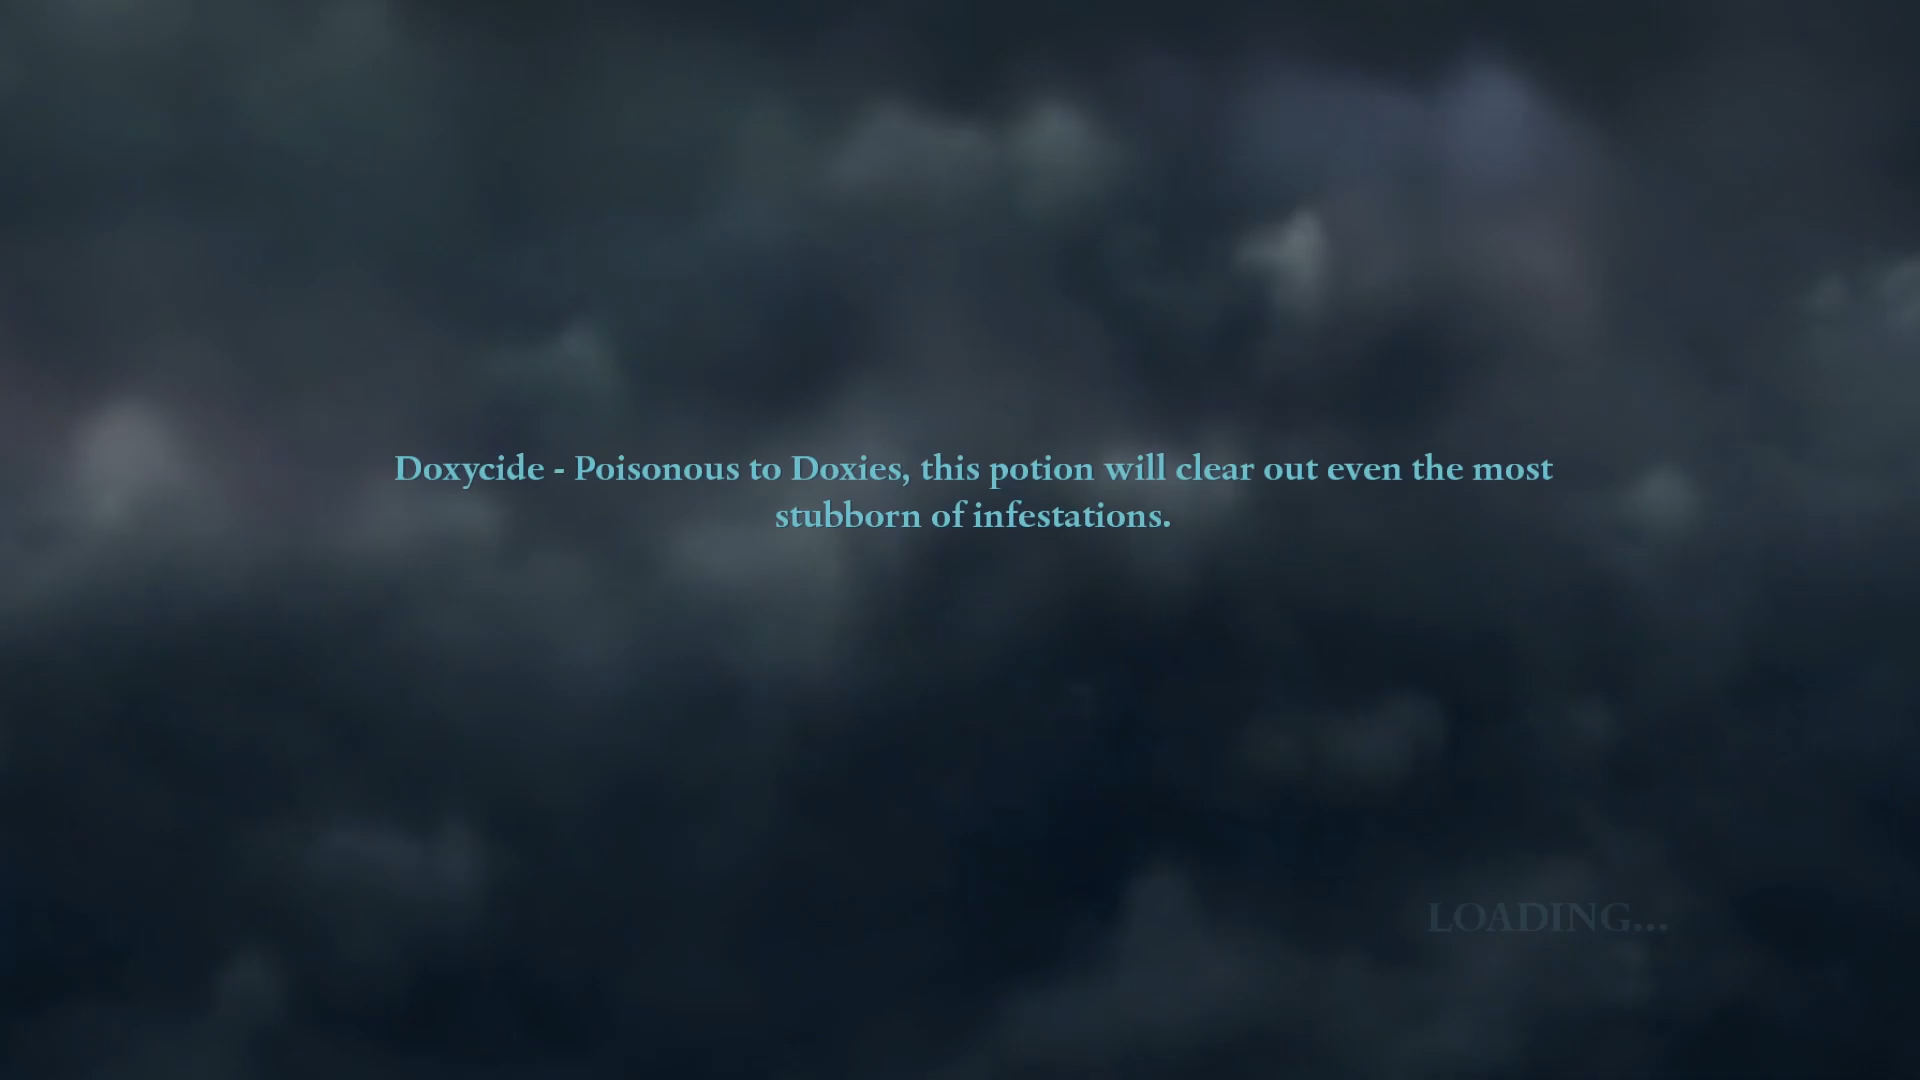 Doxycide - Poisonous to Doxies, this potion will clear out even the most
stubborn of infestations.
LOADING...